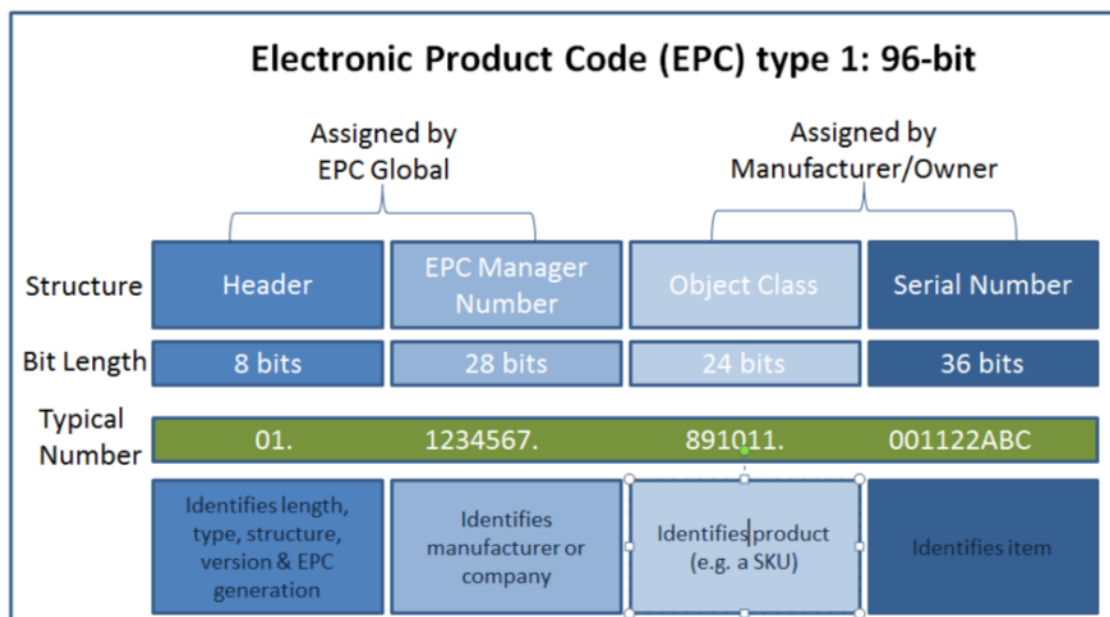 Electronic Product Code (EPC) type 1: 96-bit
Assigned by
EPC Global
Assigned by
Manufacturer/Owner
Structure
Header
EPC Manager
Number
Object Class
Serial Number
Bit Length
8 bits
28 bits
24 bits
36 bits
Typical
Number
01.
1234567.
891011.
001122ABC
Identifies length,
type, structure,
version & EPC
generation
Identifies
manufacturer or
company
Identifies product
(e.g. a SKU)
Identifies item